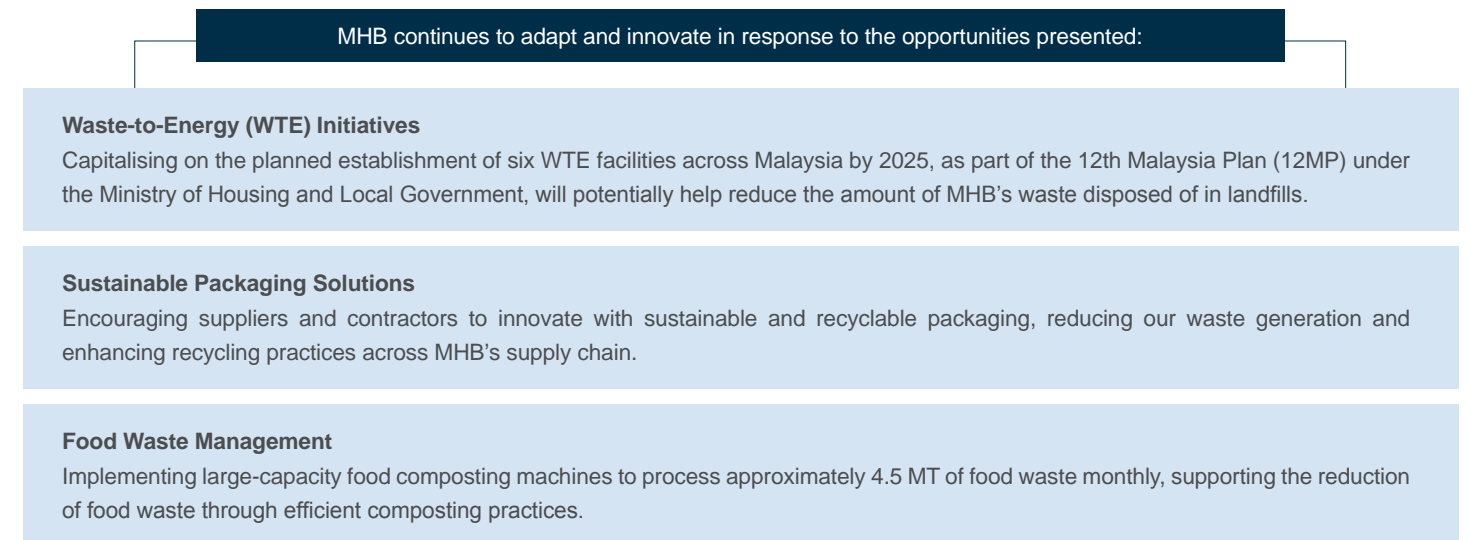 MHB continues to adapt and innovate in response to the opportunities presented:
Waste-to-Energy (WTE) Initiatives
Capitalising on the planned establishment of six WTE facilities across Malaysia by 2025, as part of the 12th Malaysia Plan (12MP) under
the Ministry of Housing and Local Government, will potentially help reduce the amount of MHB’s waste disposed of in landfills.
Sustainable Packaging Solutions
Encouraging suppliers and contractors to innovate with sustainable and recyclable packaging, reducing our waste generation and
enhancing recycling practices across MHB’s supply chain.
Food Waste Management
Implementing large-capacity food composting machines to process approximately 4.5 MT of food waste monthly, supporting the reduction
of food waste through efficient composting practices.